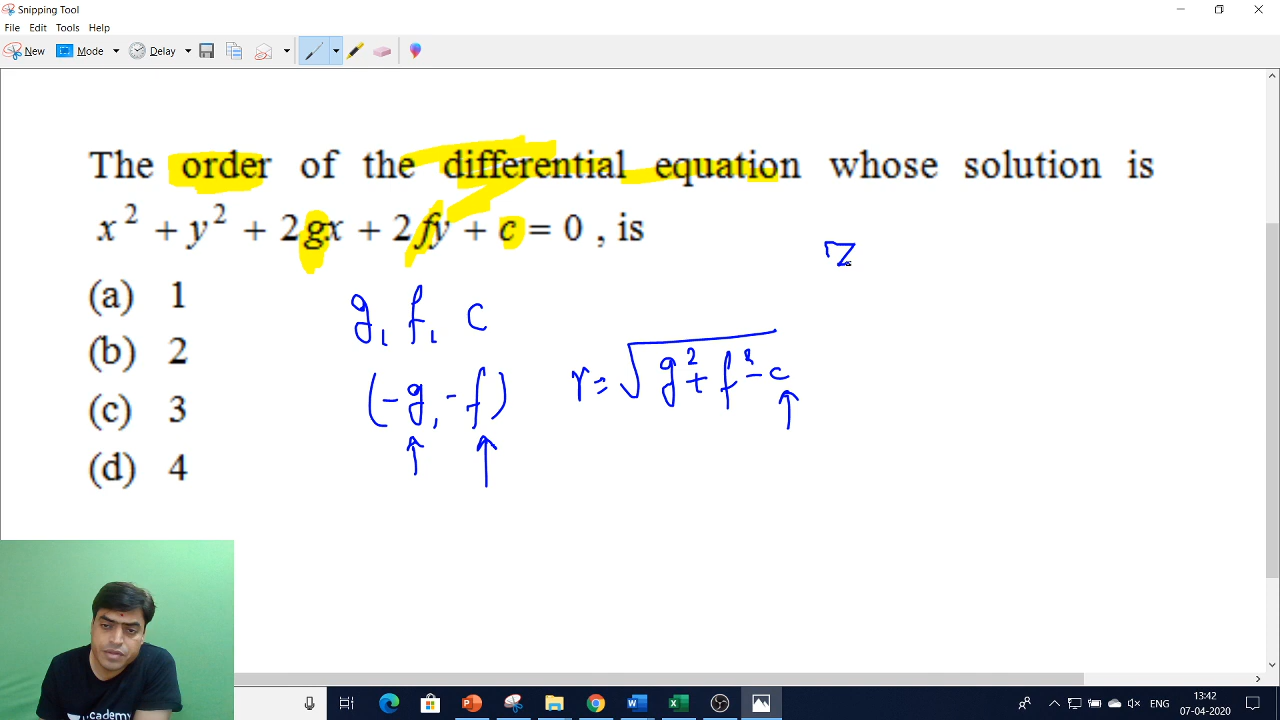 Snipping Tool
File Edit Tools Help
New Mode Delay
The order of the differential equation whose solution is
x² + y² + 2gx + 2fy + c = 0 , is
(a) 1
(b) 2
(c) 3
(d) 4
g, f, c
(-g, -f)
r = √(g² + f² - c)
ENG
13:42
07-04-2020